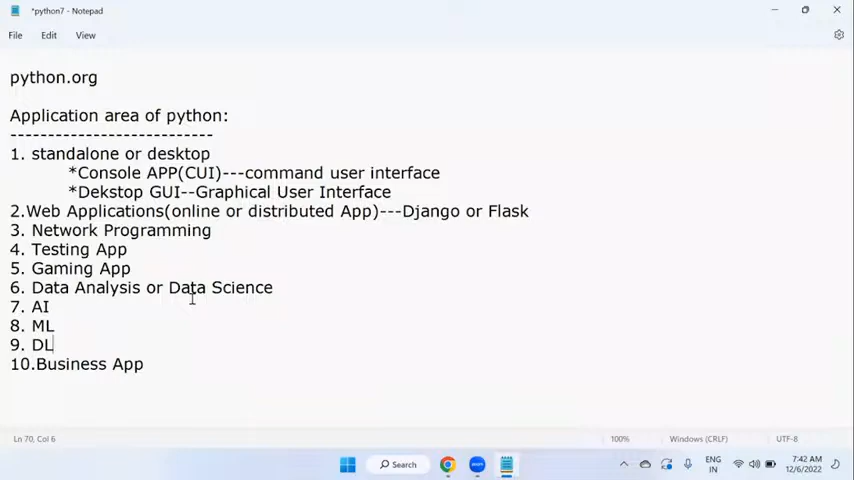 *python7 - Notepad
File Edit View
python.org
Application area of python:
---------------------------
1. standalone or desktop
*Console APP(CUI)---command user interface
*Dekstop GUI--Graphical User Interface
2.Web Applications(online or distributed App)---Django or Flask
3. Network Programming
4. Testing App
5. Gaming App
6. Data Analysis or Data Science
7. AI
8. ML
9. DL
10.Business App
Ln 70, Col 6 100% Windows (CRLF) UTF-8
Search zoom ENG IN 7:42 AM 12/6/2022